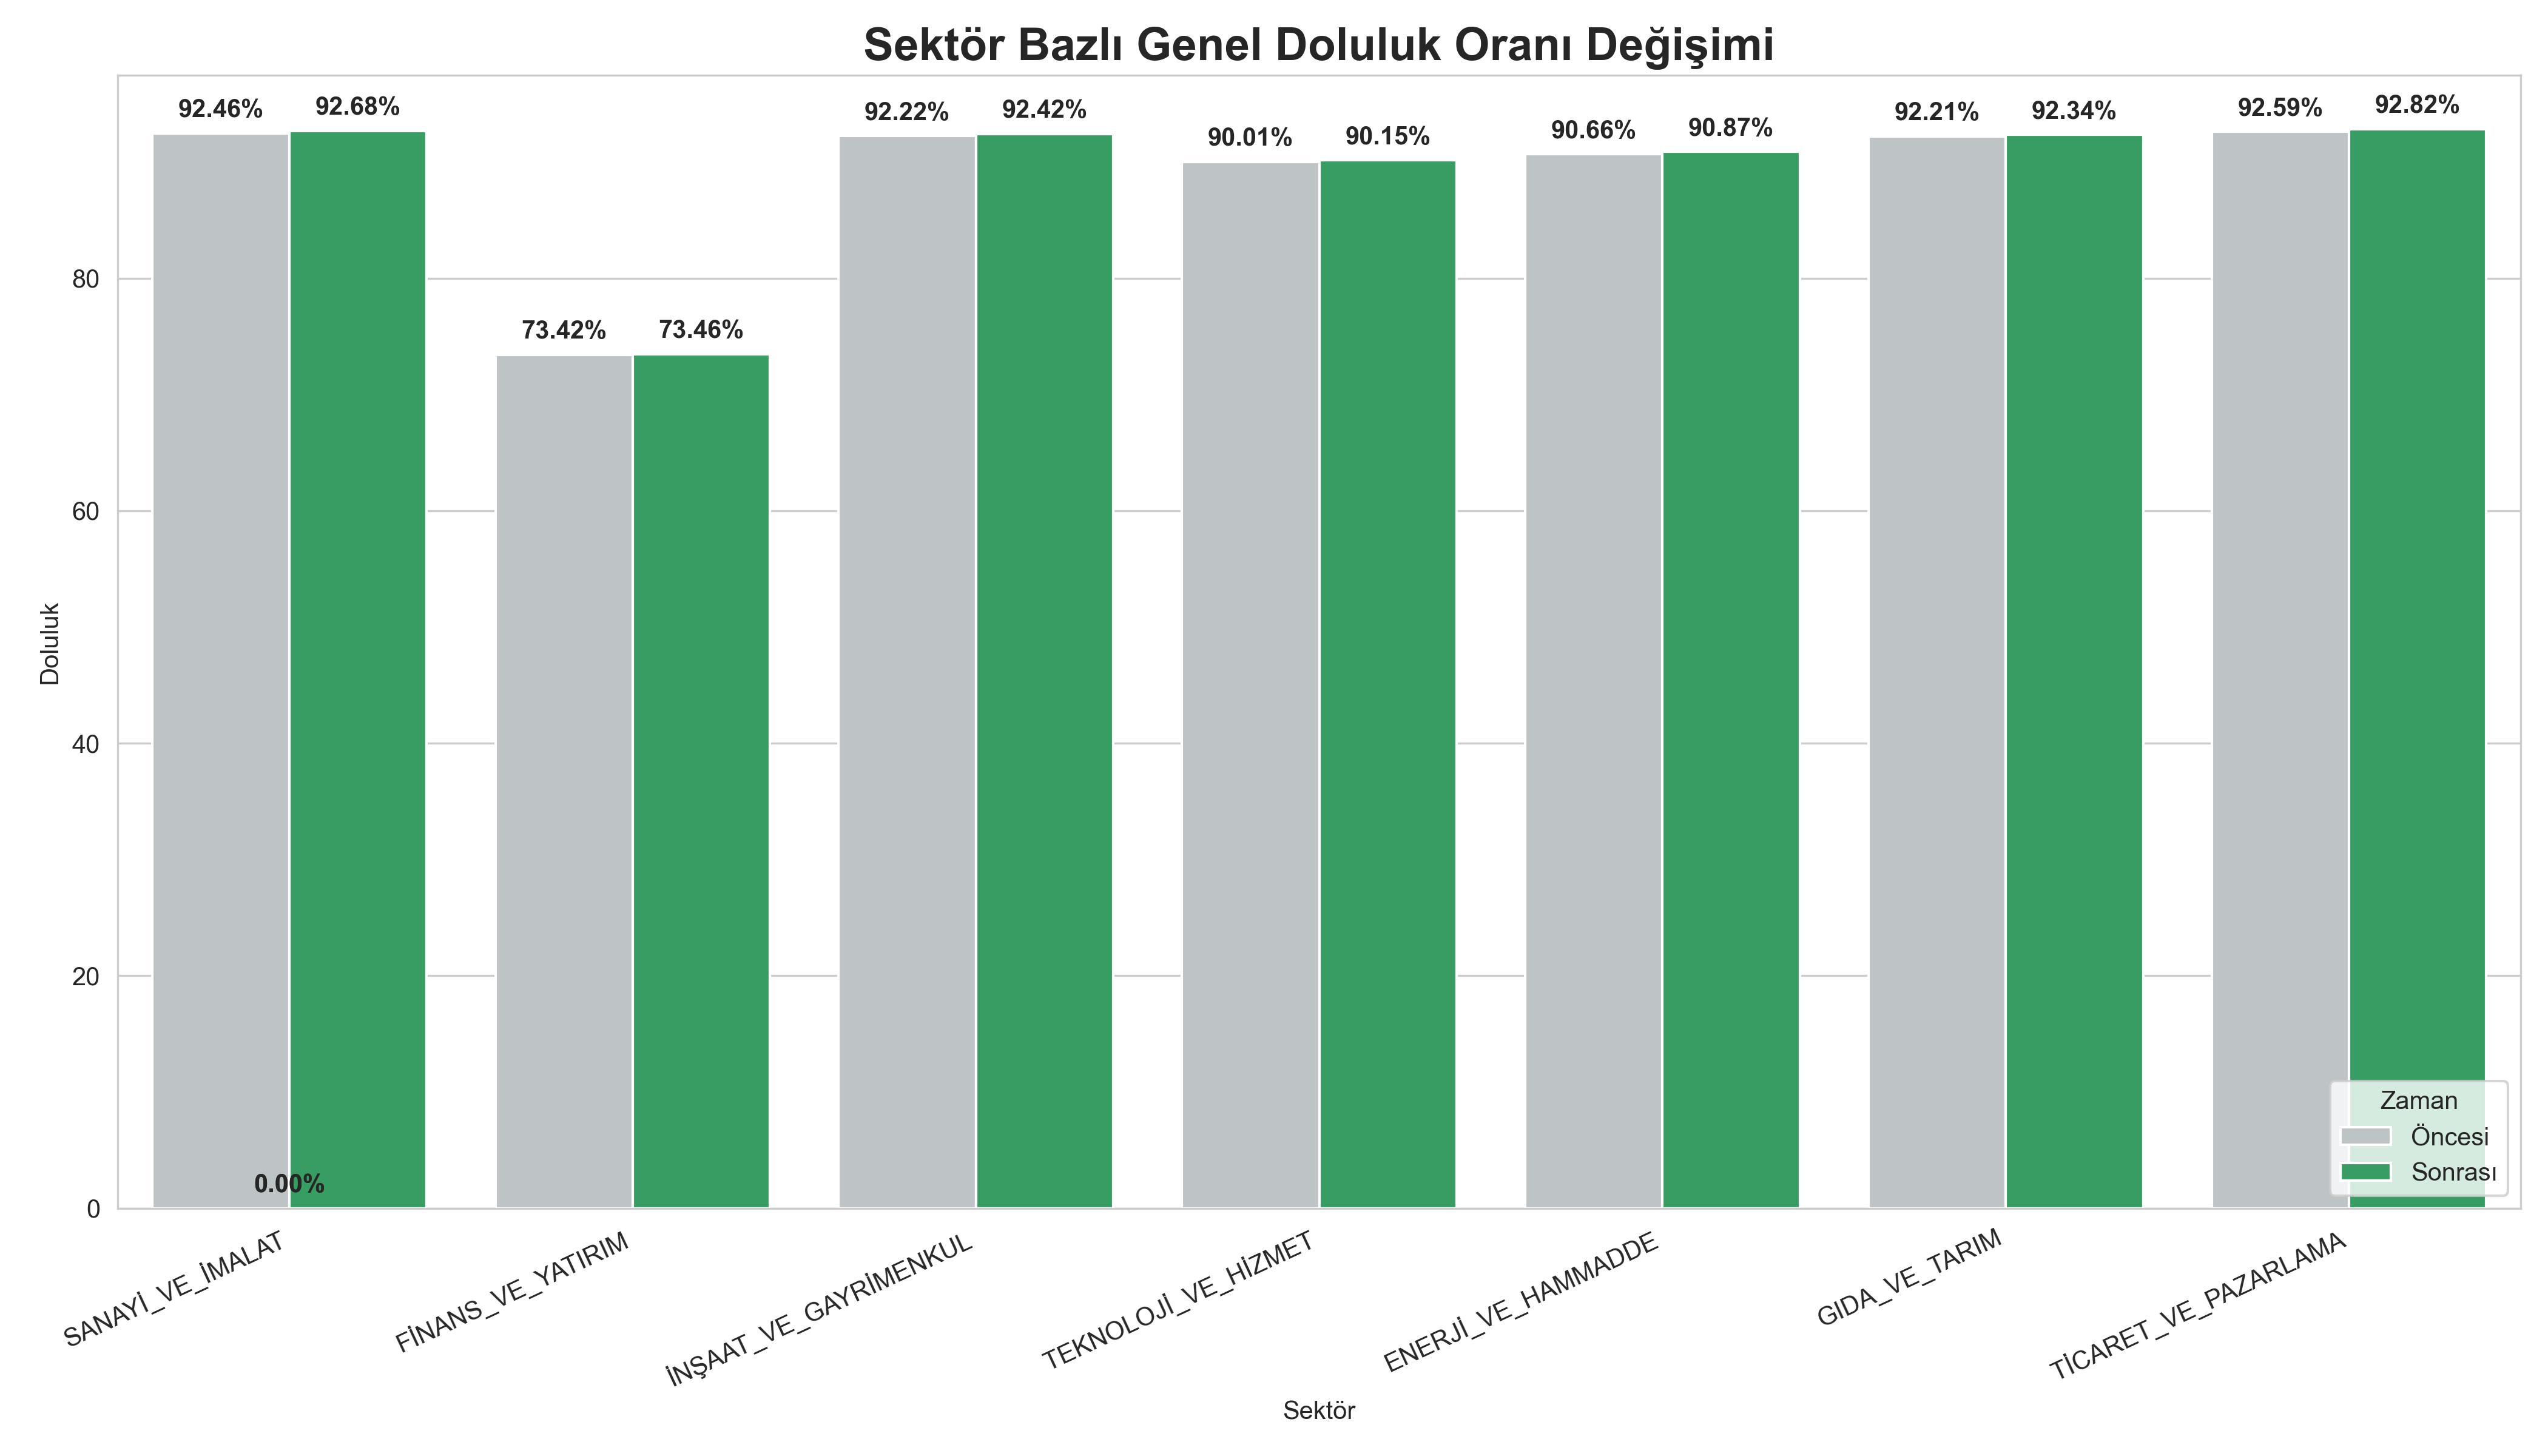 Sektör Bazlı Genel Doluluk Oranı Değişimi
92.46%
92.68%
73.42%
73.46%
92.22%
92.42%
90.01%
90.15%
90.66%
90.87%
92.21%
92.34%
92.59%
92.82%
0.00%
80
60
40
20
0
Doluluk
Zaman
Öncesi
Sonrası
SANAYİ_VE_İMALAT
FİNANS_VE_YATIRIM
İNŞAAT_VE_GAYRİMENKUL
TEKNOLOJİ_VE_HİZMET
ENERJİ_VE_HAMMADDE
GIDA_VE_TARIM
TİCARET_VE_PAZARLAMA
Sektör